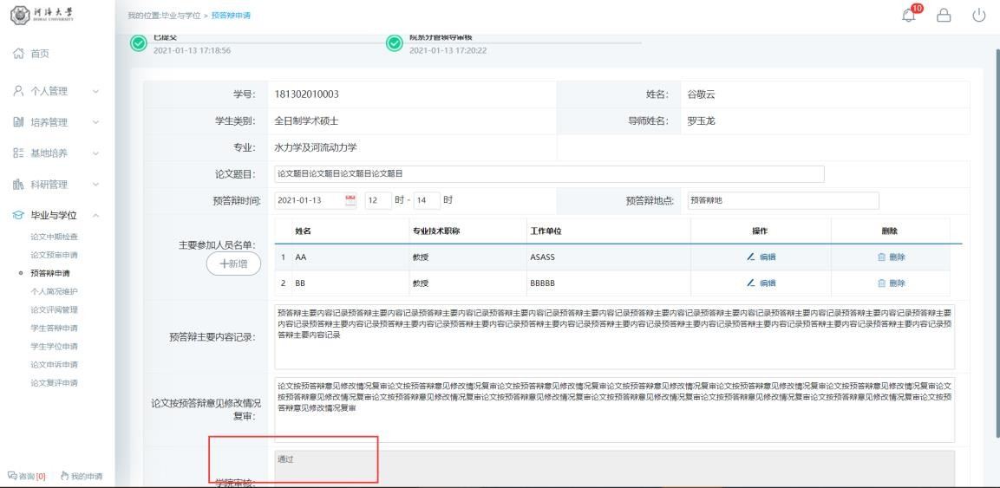 河海大学
HOHAI UNIVERSITY
我的位置:毕业与学位 > 预答辩申请
10
首页
个人管理
培养管理
基地培养
科研管理
毕业与学位
论文中期检查
论文预审申请
预答辩申请
个人简况维护
论文评阅管理
学生答辩申请
学生学位申请
论文申诉申请
论文复评申请
咨询[0] 我的申请
已提交
2021-01-13 17:18:56
院系分管领导审核
2021-01-13 17:20:22
学号: 181302010003 姓名: 谷敬云
学生类别: 全日制学术硕士 导师姓名: 罗玉龙
专业: 水力学及河流动力学
论文题目: 论文题目论文题目论文题目论文题目
预答辩时间: 2021-01-13 12 时 - 14 时 预答辩地点: 预答辩地
主要参加人员名单:
+新增
姓名 专业技术职称 工作单位 操作 删除
1 AA 教授 ASASS 编辑 删除
2 BB 教授 BBBBB 编辑 删除
预答辩主要内容记录:
预答辩主要内容记录预答辩主要内容记录预答辩主要内容记录预答辩主要内容记录预答辩主要内容记录预答辩主要内容记录预答辩主要内容记录预答辩主要内容记录预答辩主要内容记录预答辩主要
内容记录预答辩主要内容记录预答辩主要内容记录预答辩主要内容记录预答辩主要内容记录预答辩主要内容记录预答辩主要内容记录预答辩主要内容记录预答辩主要内容记录预答辩主要内容记录预
答辩主要内容记录
论文按预答辩意见修改情况
复审:
论文按预答辩意见修改情况复审论文按预答辩意见修改情况复审论文按预答辩意见修改情况复审论文按预答辩意见修改情况复审论文按预答辩意见修改情况复审论文按预答辩意见修改情况复审论文
按预答辩意见修改情况复审论文按预答辩意见修改情况复审论文按预答辩意见修改情况复审论文按预答辩意见修改情况复审论文按预答辩意见修改情况复审论文按预答辩意见修改情况复审论文按预
答辩意见修改情况复审
学院审核:
通过